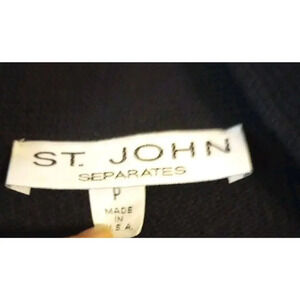 ST. JOHN
SEPARATES
P
MADE
IN
U.S.A.